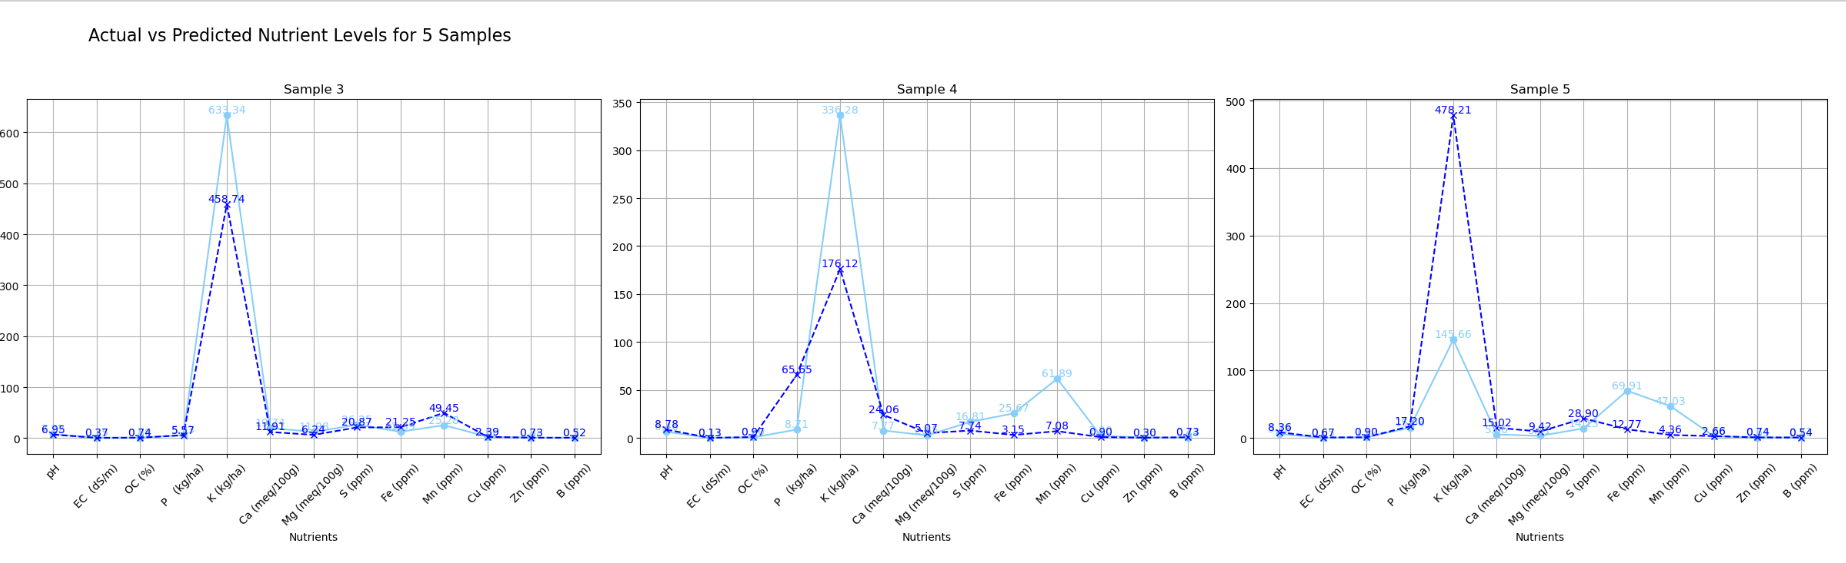 Actual vs Predicted Nutrient Levels for 5 Samples
Sample 3
600
500
400
300
200
100
0
633.34
458.74
6.95
0.37
0.74
5.47
11.91
6.24
20.87
21.25
49.45
2.39
0.73
0.52
pH
EC (dS/m)
OC (%)
P (kg/ha)
K (kg/ha)
Ca (meq/100g)
Mg (meq/100g)
S (ppm)
Fe (ppm)
Mn (ppm)
Cu (ppm)
Zn (ppm)
B (ppm)
Nutrients
Sample 4
350
300
250
200
150
100
50
0
336.28
176.12
65.65
8.71
8.78
0.13
0.97
24.06
5.07
16.81
7.74
25.67
3.15
61.89
7.08
0.90
0.30
0.73
pH
EC (dS/m)
OC (%)
P (kg/ha)
K (kg/ha)
Ca (meq/100g)
Mg (meq/100g)
S (ppm)
Fe (ppm)
Mn (ppm)
Cu (ppm)
Zn (ppm)
B (ppm)
Nutrients
Sample 5
500
400
300
200
100
0
478.21
145.66
8.36
0.67
0.90
17.20
15.02
9.42
28.90
69.91
12.77
47.03
4.36
2.66
0.74
0.54
pH
EC (dS/m)
OC (%)
P (kg/ha)
K (kg/ha)
Ca (meq/100g)
Mg (meq/100g)
S (ppm)
Fe (ppm)
Mn (ppm)
Cu (ppm)
Zn (ppm)
B (ppm)
Nutrients